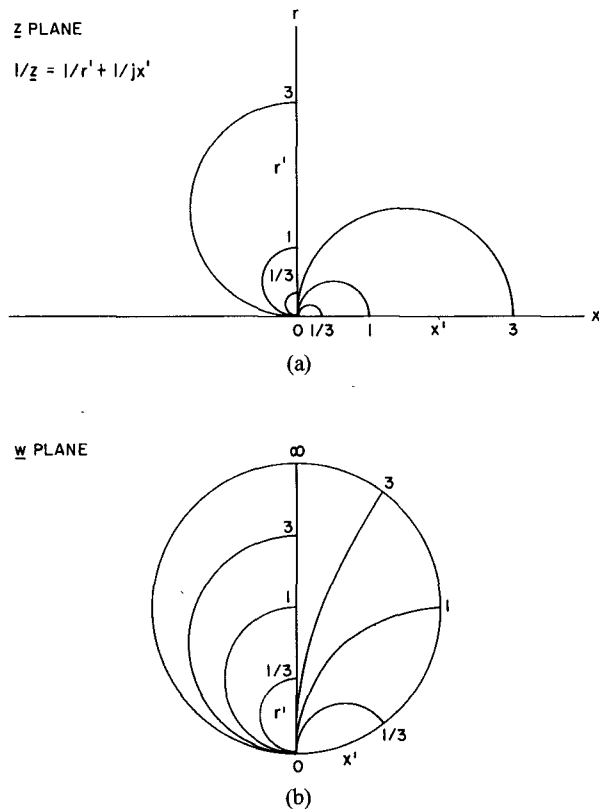 z PLANE
r
1/z = 1/r' + 1/jx'
3
r'
1
1/3
0 1/3 1 x' 3 x
(a)
w PLANE
∞
3
3
1
1
1/3
r'
1/3
0
x'
(b)